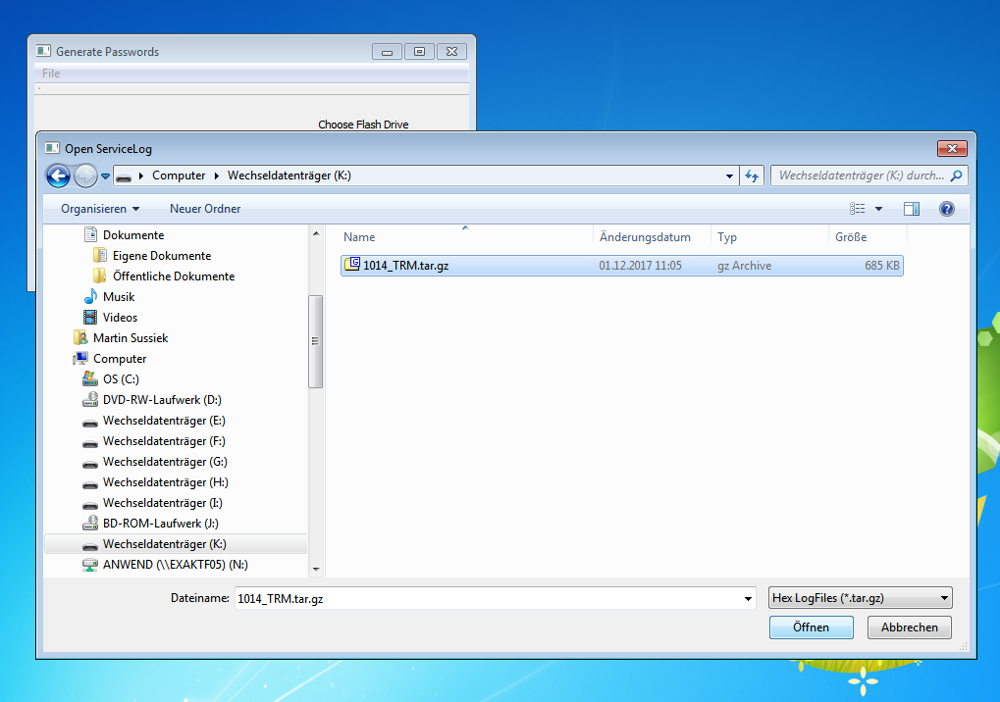 Generate Passwords
File
Choose Flash Drive
Open ServiceLog
Computer Wechseldatenträger (K:)
Wechseldatenträger (K:) durch...
Organisieren Neuer Ordner
Name Änderungsdatum Typ Größe
1014_TRM.tar.gz 01.12.2017 11:05 gz Archive 685 KB
Dokumente
Eigene Dokumente
Öffentliche Dokumente
Musik
Videos
Martin Sussiek
Computer
OS (C:)
DVD-RW-Laufwerk (D:)
Wechseldatenträger (E:)
Wechseldatenträger (F:)
Wechseldatenträger (G:)
Wechseldatenträger (H:)
Wechseldatenträger (I:)
BD-ROM-Laufwerk (J:)
Wechseldatenträger (K:)
ANWEND (\\EXAKTF05) (N:)
Dateiname: 1014_TRM.tar.gz Hex LogFiles (*.tar.gz)
Öffnen Abbrechen